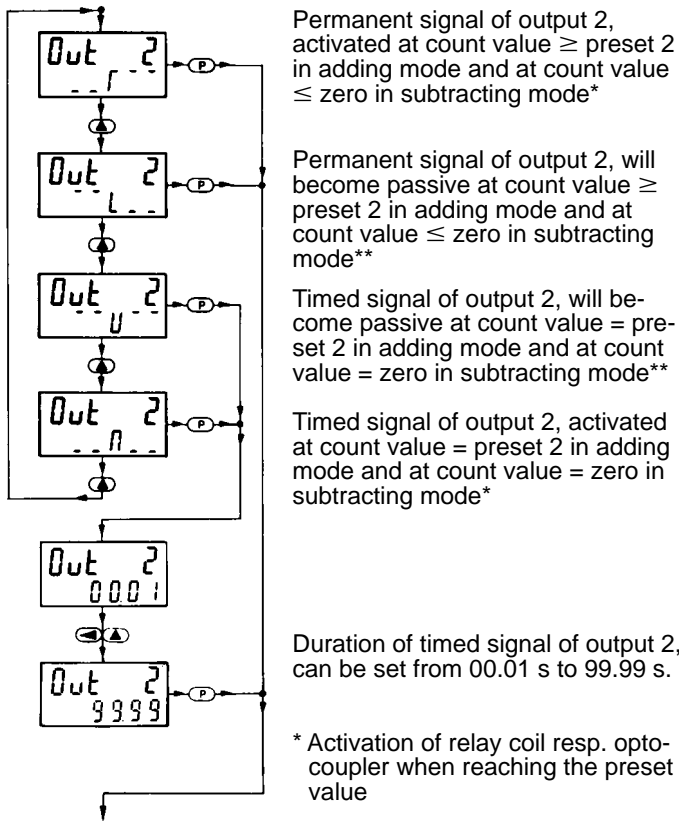 Out 2
Permanent signal of output 2,
activated at count value ≥ preset 2
in adding mode and at count value
≤ zero in subtracting mode*
P
Out 2
Permanent signal of output 2, will
become passive at count value ≥
preset 2 in adding mode and at
count value ≤ zero in subtracting
mode**
P
Out 2
Timed signal of output 2, will be-
come passive at count value = pre-
set 2 in adding mode and at count
value = zero in subtracting mode**
P
Out 2
Timed signal of output 2, activated
at count value = preset 2 in adding
mode and at count value = zero in
subtracting mode*
P
Out 2
00.01
Out 2
99.99
Duration of timed signal of output 2,
can be set from 00.01 s to 99.99 s.
P
* Activation of relay coil resp. opto-
coupler when reaching the preset
value